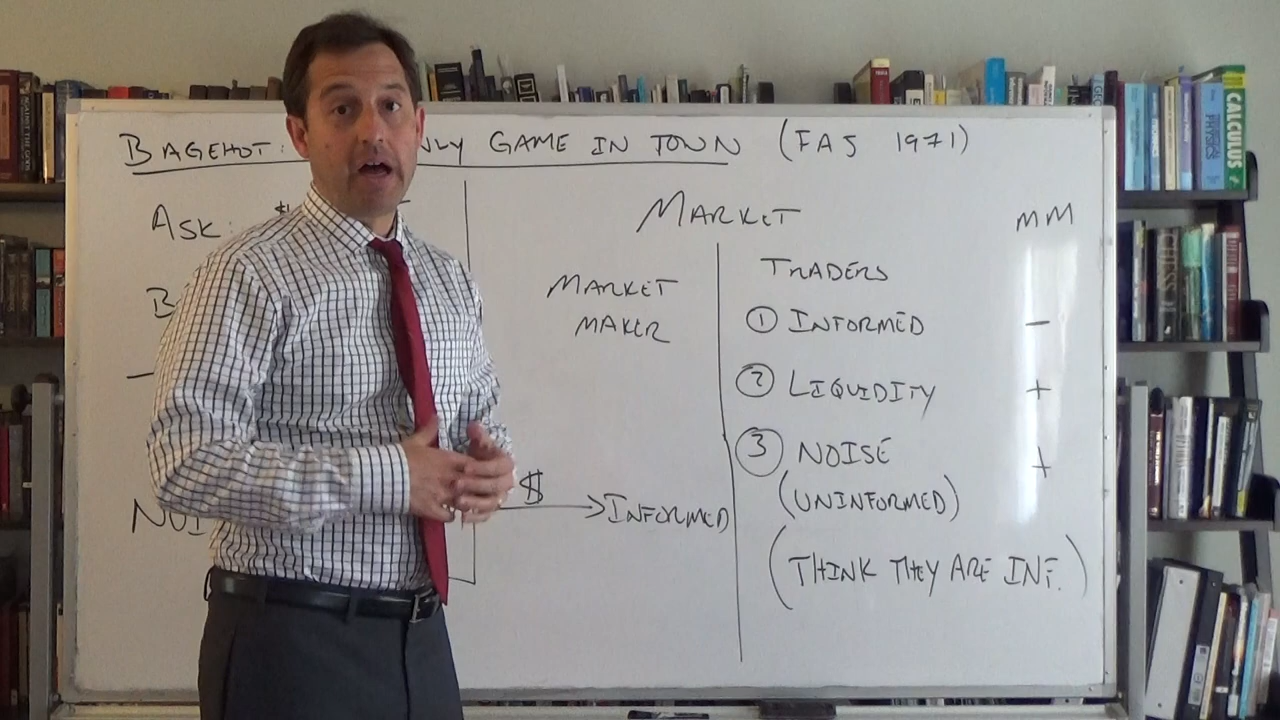 BAGEHOT: NLY GAME IN TOWN (FAJ 1971)
ASK: $
B
MARKET
MM
MARKET
MAKER
TRADERS
① INFORMED −
② LIQUIDITY +
③ NOISE +
(UNINFORMED)
(THINK THEY ARE INF.)
NOI
$
INFORMED
CALCULUS
PHYSICS